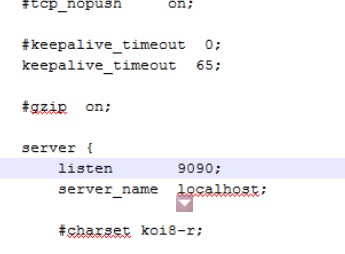 #tcp_nopush     on;
#keepalive_timeout  0;
keepalive_timeout  65;
#gzip  on;
server {
listen       9090;
server_name  localhost;
#charset koi8-r;